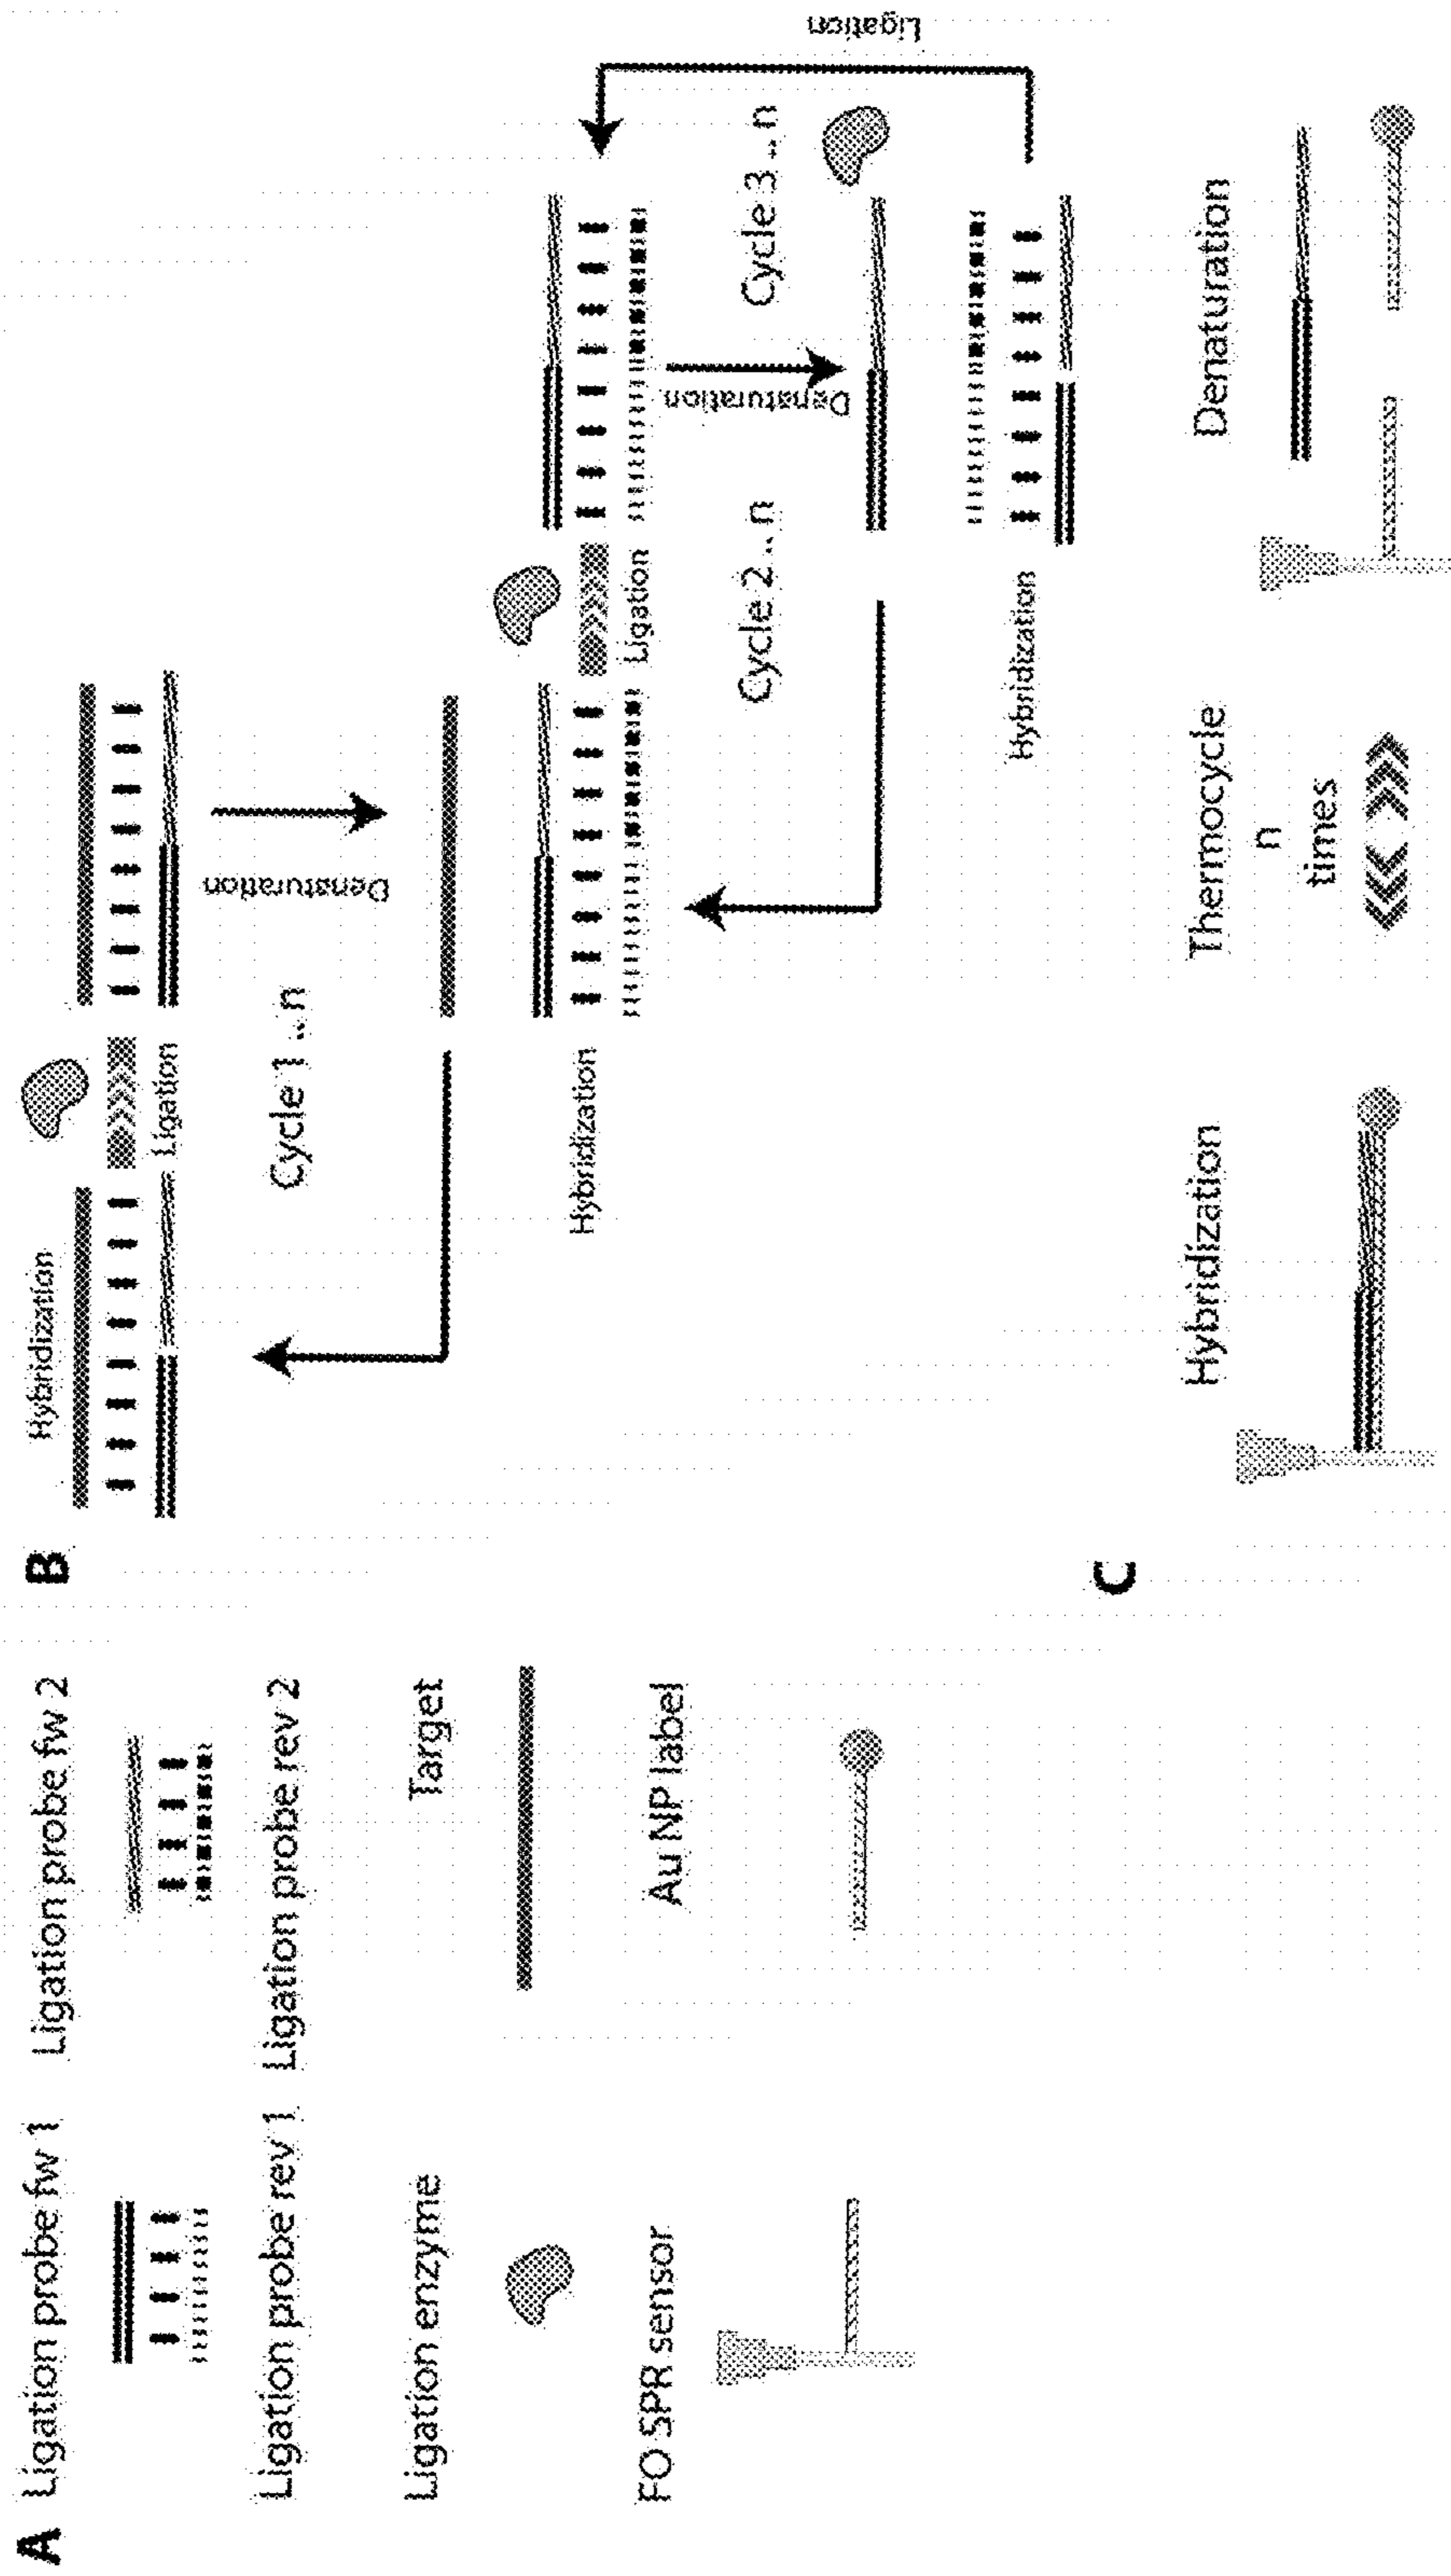 A
Ligation probe fw 1
Ligation probe fw 2
Ligation probe rev 1
Ligation probe rev 2
Ligation enzyme
Target
FO SPR sensor
Au NP label
B
Hybridization
Ligation
Cycle 1 .. n
Denaturation
Hybridization
Ligation
Cycle 2 .. n
Denaturation
Cycle 3 .. n
Hybridization
Ligation
C
Hybridization
Thermocycle
n
times
Denaturation